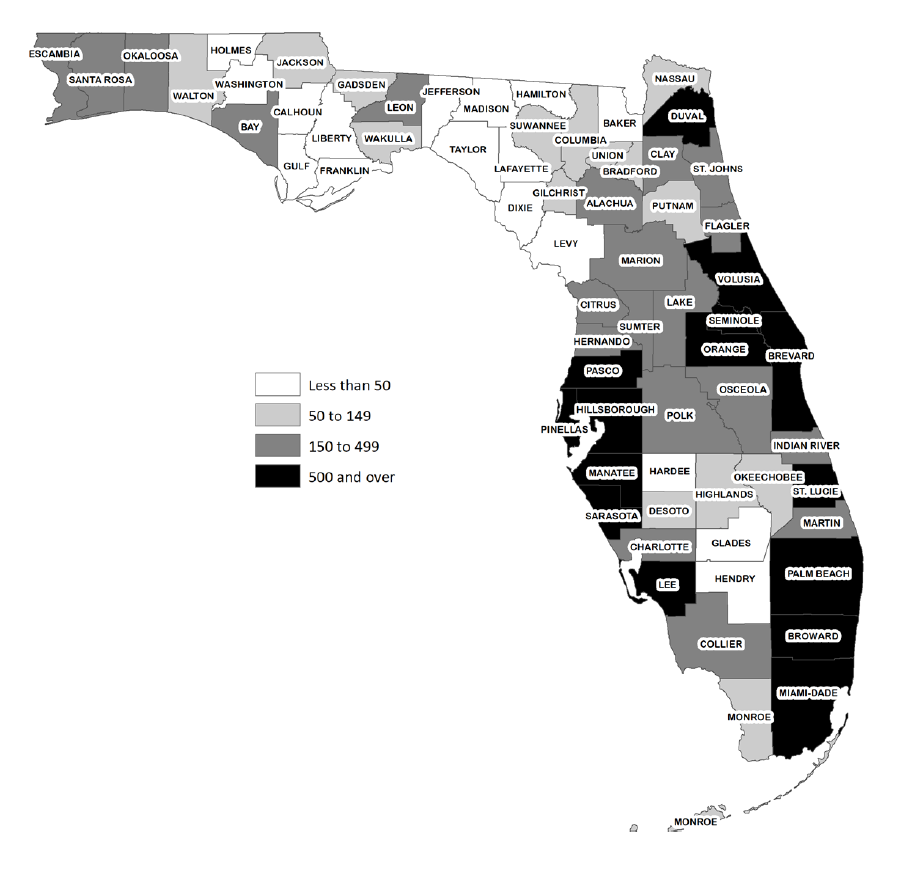 HOLMES
ESCAMBIA
OKALOOSA
JACKSON
SANTA ROSA
NASSAU
WASHINGTON
GADSDEN
WALTON
JEFFERSON
HAMILTON
LEON
MADISON
CALHOUN
DUVAL
BAY
SUWANNEE
BAKER
LIBERTY
WAKULLA
COLUMBIA
TAYLOR
UNION
CLAY
GULF
FRANKLIN
LAFAYETTE
BRADFORD
ST. JOHNS
GILCHRIST
ALACHUA
DIXIE
PUTNAM
FLAGLER
LEVY
MARION
VOLUSIA
CITRUS
LAKE
SEMINOLE
SUMTER
HERNANDO
ORANGE
BREVARD
PASCO
Less than 50
OSCEOLA
HILLSBOROUGH
50 to 149
POLK
PINELLAS
150 to 499
INDIAN RIVER
MANATEE
HARDEE
500 and over
OKEECHOBEE
HIGHLANDS
ST. LUCIE
DESOTO
SARASOTA
MARTIN
CHARLOTTE
GLADES
PALM BEACH
LEE
HENDRY
BROWARD
COLLIER
MIAMI-DADE
MONROE
MONROE